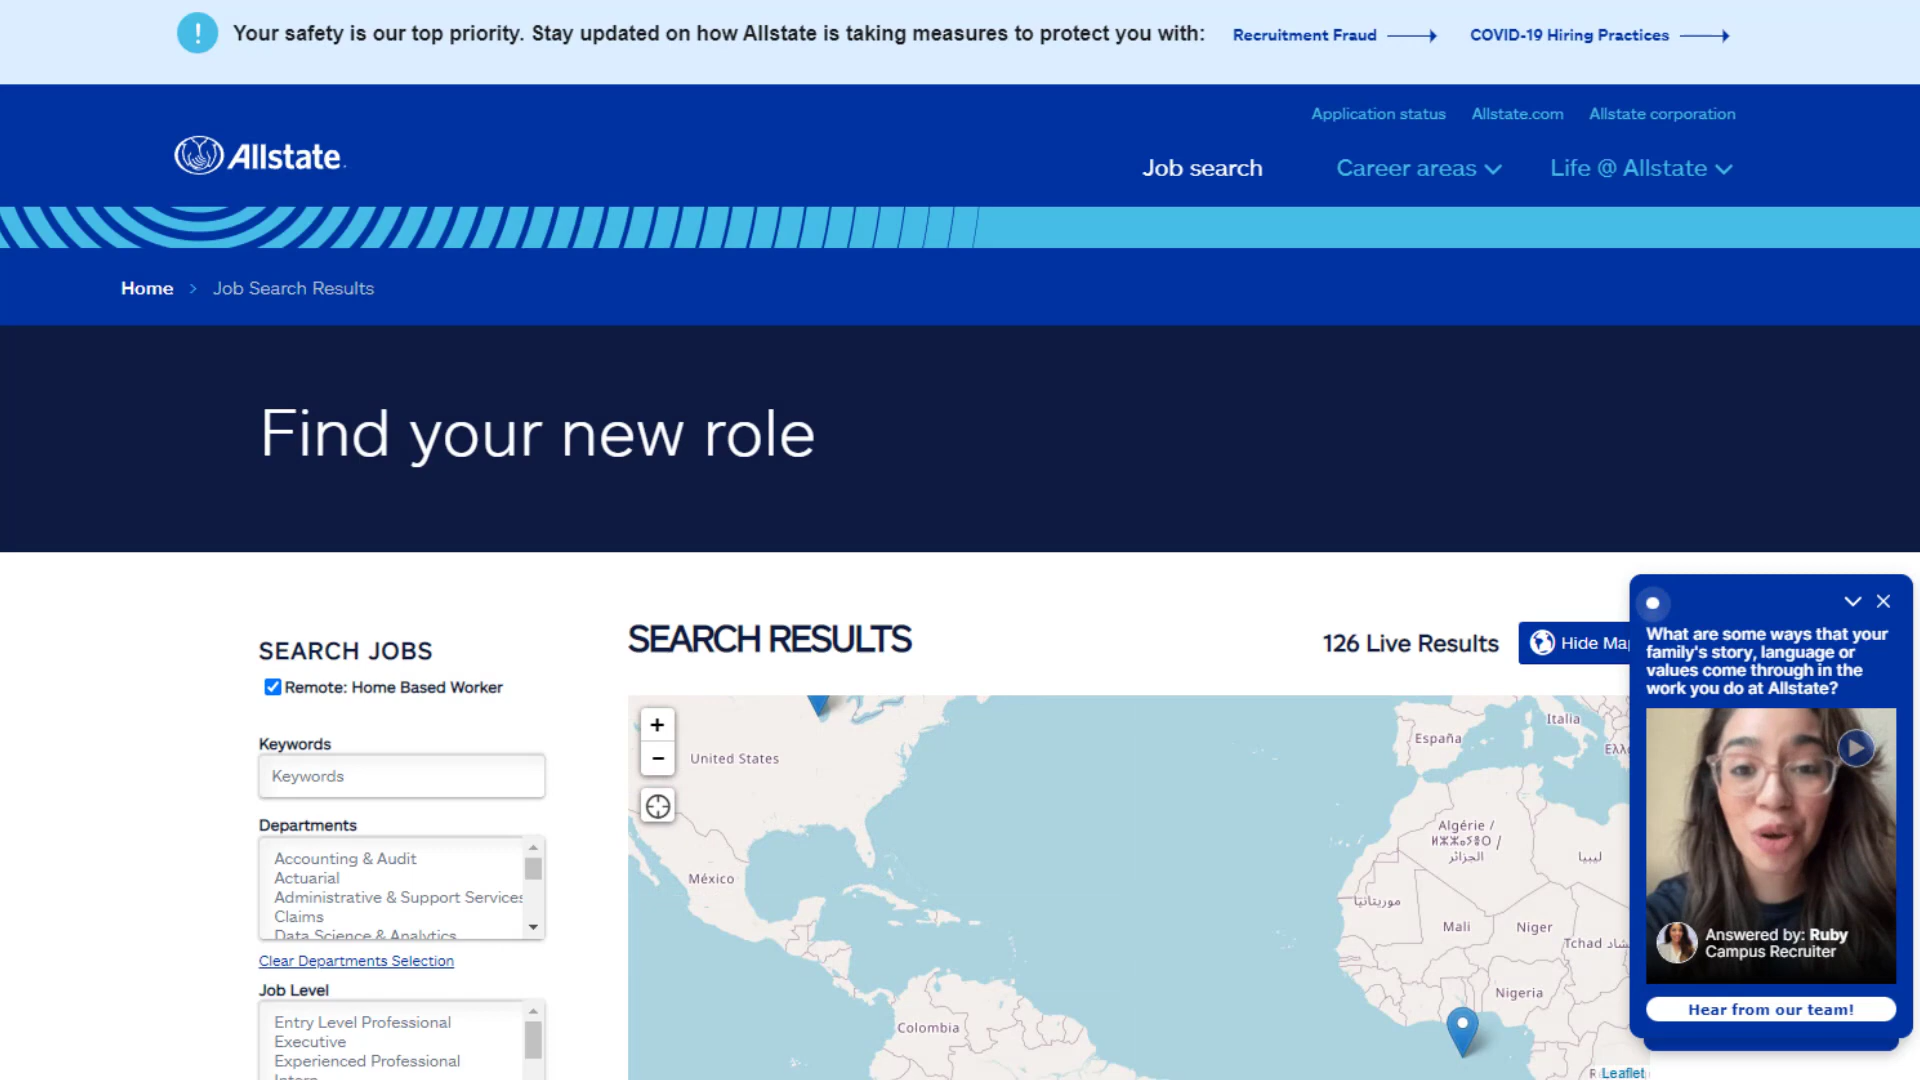 Your safety is our top priority. Stay updated on how Allstate is taking measures to protect you with:
Recruitment Fraud
COVID-19 Hiring Practices
Application status
Allstate.com
Allstate corporation
Allstate.
Job search
Career areas
Life @ Allstate
Home > Job Search Results
Find your new role
SEARCH JOBS
Remote: Home Based Worker
Keywords
Keywords
Departments
Accounting & Audit
Actuarial
Administrative & Support Services
Claims
Data Science & Analytics
Clear Departments Selection
Job Level
Entry Level Professional
Executive
Experienced Professional
Intern
SEARCH RESULTS
126 Live Results
Hide Map
+
−
United States
México
Colombia
España
Italia
Algérie /
ⵍⵣⵣⴰⵢⴻⵔ /
الجزائر
ليبيا
موريتانيا
Mali
Niger
Tchad
Nigeria
Leaflet
What are some ways that your
family's story, language or
values come through in the
work you do at Allstate?
Answered by: Ruby
Campus Recruiter
Hear from our team!